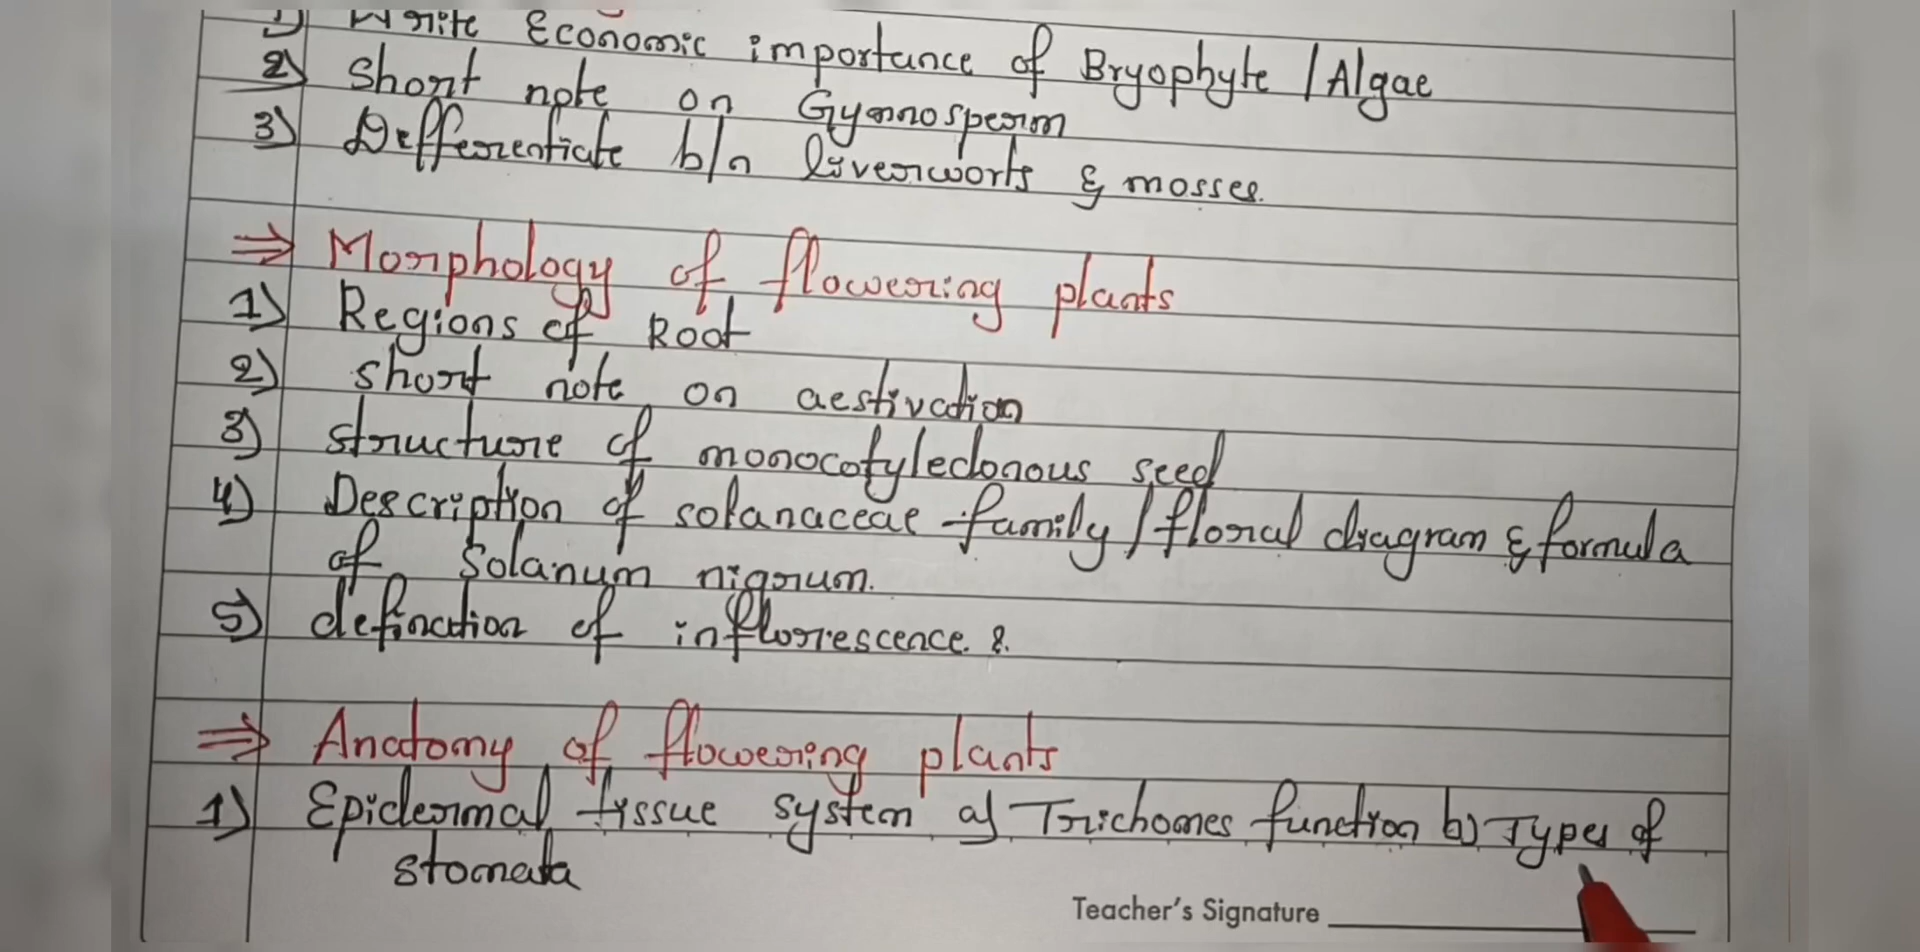 1) Write Economic importance of Bryophyte / Algae
2) Short note on Gymnosperm
3) Defferentiate b/n liverworts & mosses.
⇒ Morphology of flowering plants
1) Regions of Root
2) short note on aestivation
3) structure of monocotyledonous seed
4) Description of solanaceae family / floral diagram & formula
of Solanum nigrum.
5) defination of inflorescence. &.
⇒ Anatomy of flowering plants
1) Epidermal tissue system a) Trichomes function b) Types of
stomata
Teacher's Signature